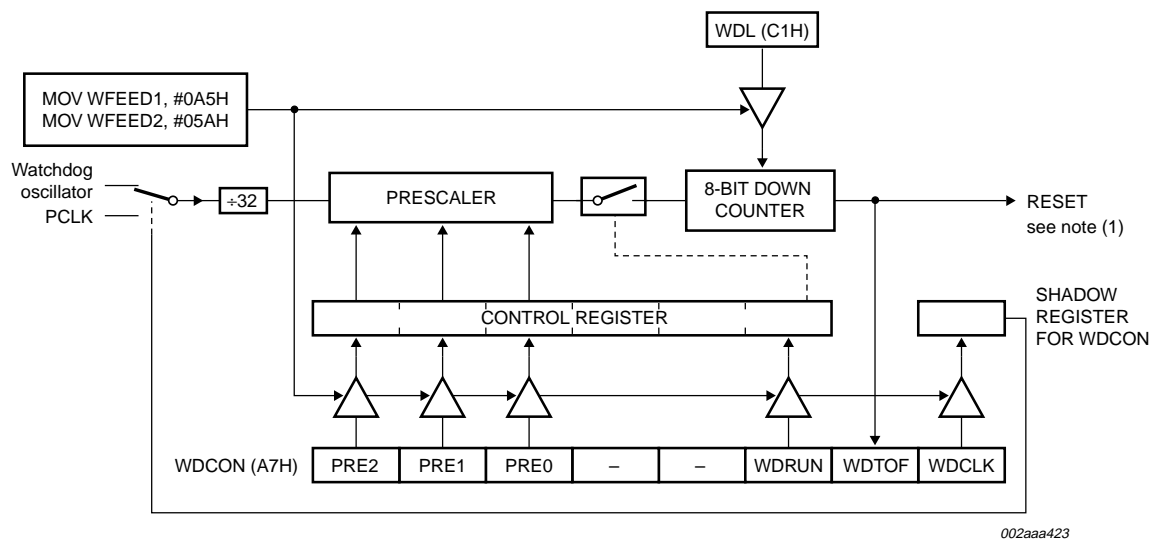 WDL (C1H)
MOV WFEED1, #0A5H
MOV WFEED2, #05AH
Watchdog
oscillator
PCLK
÷32
PRESCALER
8-BIT DOWN
COUNTER
RESET
see note (1)
CONTROL REGISTER
SHADOW
REGISTER
FOR WDCON
WDCON (A7H)
PRE2
PRE1
PRE0
–
–
WDRUN
WDTOF
WDCLK
002aaa423